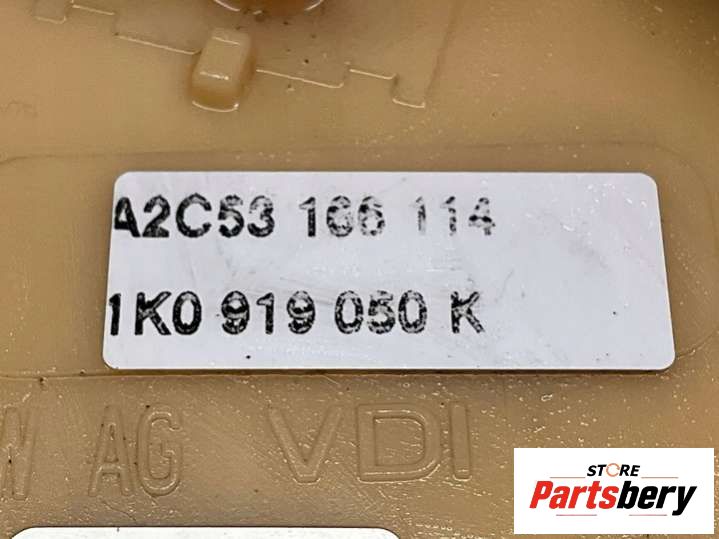 A2C53 166 114
1K0 919 050 K
W AG VDI
STORE
Partsbery